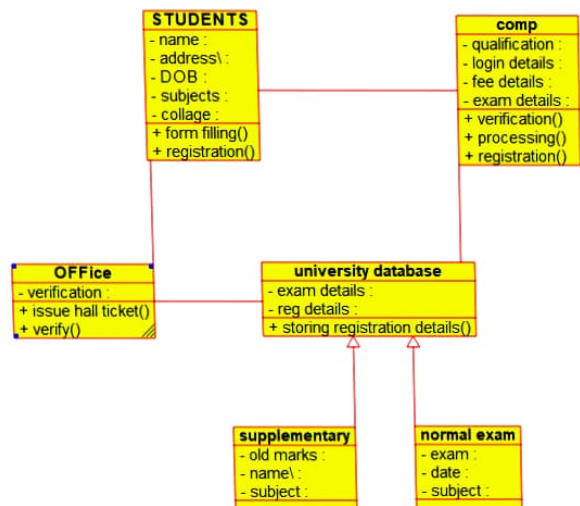 STUDENTS
- name :
- address\ :
- DOB :
- subjects :
- collage :
+ form filling()
+ registration()
comp
- qualification :
- login details :
- fee details :
- exam details :
+ verification()
+ processing()
+ registration()
OFFice
- verification :
+ issue hall ticket()
+ verify()
university database
- exam details :
- reg details :
+ storing registration details()
supplementary
- old marks :
- name\ :
- subject :
normal exam
- exam :
- date :
- subject :